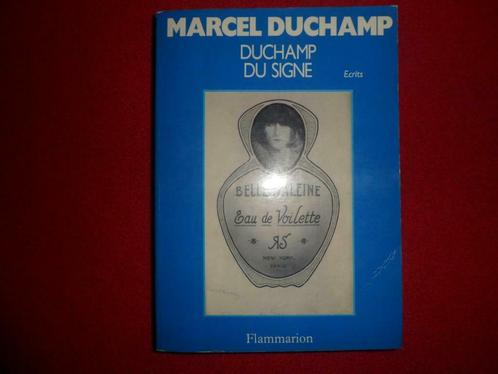 MARCEL DUCHAMP
DUCHAMP
DU SIGNE
Ecrits
BELLE HALEINE
Eau de Voilette
RS
NEW YORK
PARIS
Flammarion